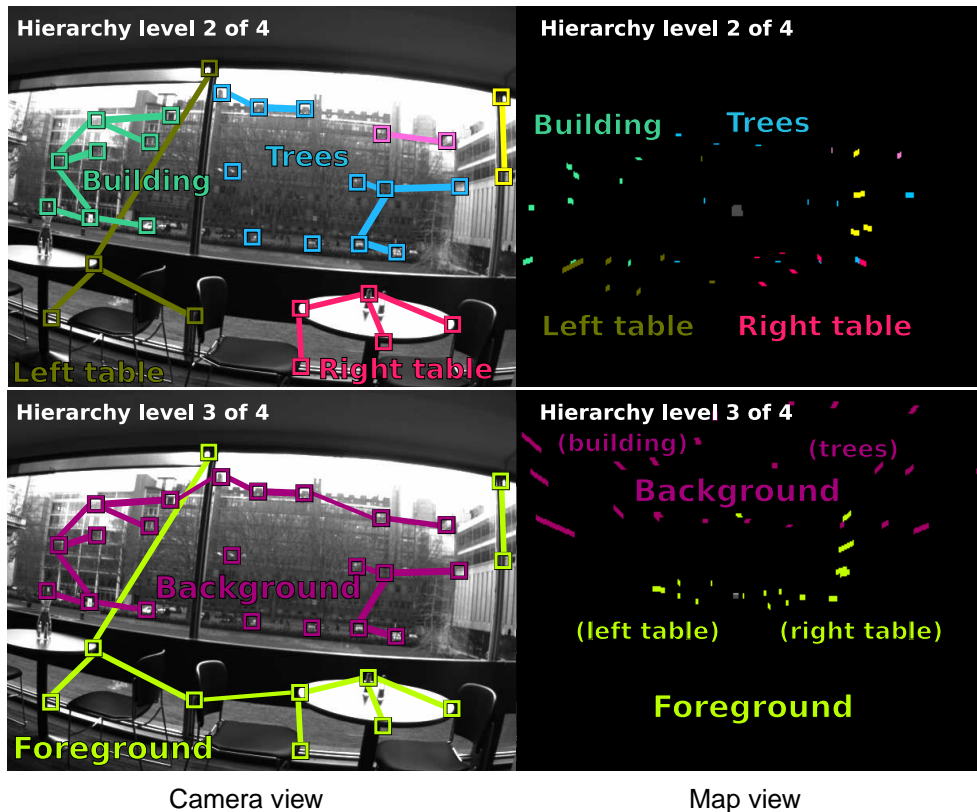 Hierarchy level 2 of 4
Hierarchy level 2 of 4
Building
Trees
Building
Trees
Left table
Right table
Left table
Right table
Hierarchy level 3 of 4
Hierarchy level 3 of 4
(building)
(trees)
Background
Background
(left table)
(right table)
Foreground
Foreground
Camera view
Map view